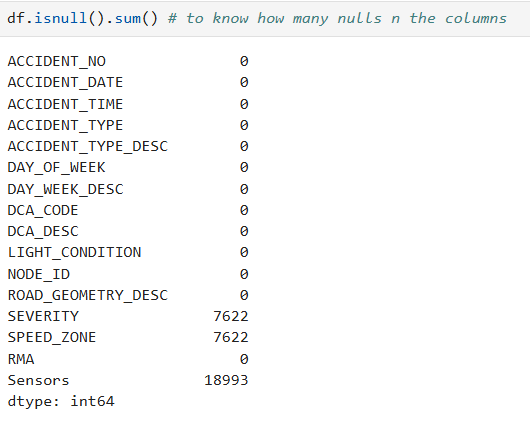 df.isnull().sum() # to know how many nulls n the columns
ACCIDENT_NO 0
ACCIDENT_DATE 0
ACCIDENT_TIME 0
ACCIDENT_TYPE 0
ACCIDENT_TYPE_DESC 0
DAY_OF_WEEK 0
DAY_WEEK_DESC 0
DCA_CODE 0
DCA_DESC 0
LIGHT_CONDITION 0
NODE_ID 0
ROAD_GEOMETRY_DESC 0
SEVERITY 7622
SPEED_ZONE 7622
RMA 0
Sensors 18993
dtype: int64